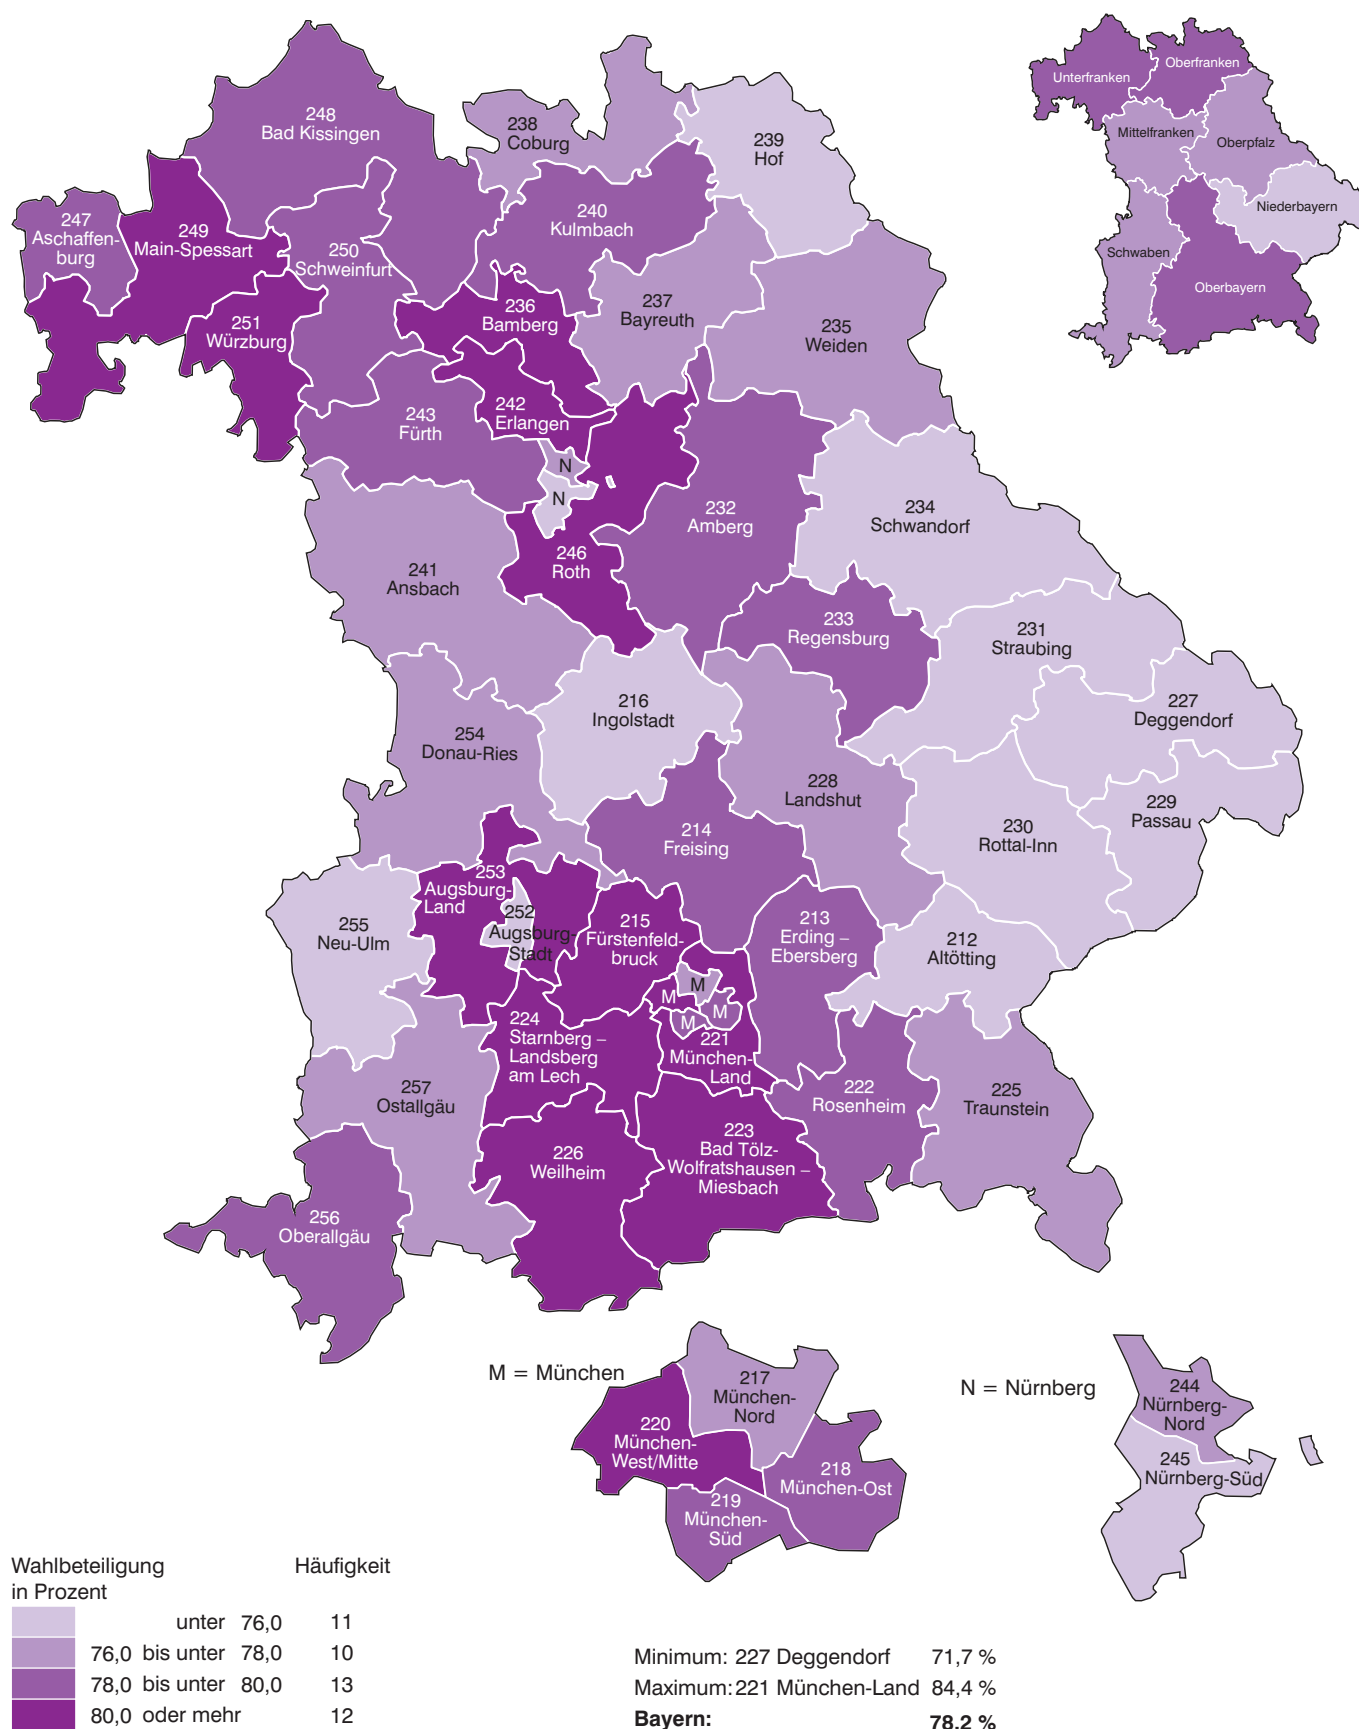 248
Bad Kissingen
238
Coburg
239
Hof
247
Aschaffen-
burg
249
Main-Spessart
250
Schweinfurt
240
Kulmbach
251
Würzburg
236
Bamberg
237
Bayreuth
235
Weiden
243
Fürth
242
Erlangen
N
N
232
Amberg
234
Schwandorf
241
Ansbach
246
Roth
233
Regensburg
231
Straubing
216
Ingolstadt
227
Deggendorf
254
Donau-Ries
228
Landshut
229
Passau
214
Freising
230
Rottal-Inn
253
Augsburg-
Land
255
Neu-Ulm
252
Augsburg-
Stadt
215
Fürstenfeld-
bruck
213
Erding –
Ebersberg
212
Altötting
M
M
M
M
224
Starnberg –
Landsberg
am Lech
221
München-
Land
257
Ostallgäu
222
Rosenheim
225
Traunstein
226
Weilheim
223
Bad Tölz-
Wolfratshausen –
Miesbach
256
Oberallgäu
Unterfranken
Oberfranken
Mittelfranken
Oberpfalz
Niederbayern
Schwaben
Oberbayern
M = München
217
München-
Nord
220
München-
West/Mitte
218
München-Ost
219
München-
Süd
N = Nürnberg
244
Nürnberg-
Nord
245
Nürnberg-Süd
Wahlbeteiligung Häufigkeit
in Prozent
unter 76,0 11
76,0 bis unter 78,0 10
78,0 bis unter 80,0 13
80,0 oder mehr 12
Minimum: 227 Deggendorf 71,7 %
Maximum: 221 München-Land 84,4 %
Bayern: 78,2 %